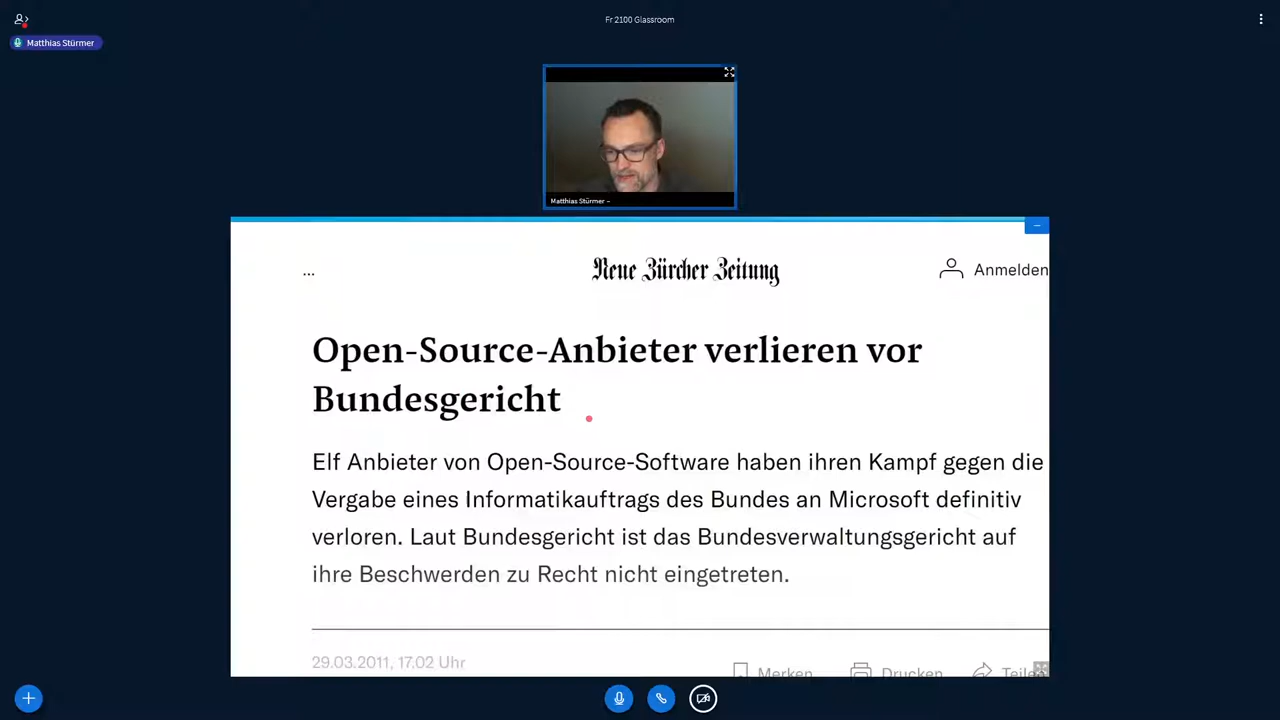 Fr 2100 Glassroom
Matthias Stürmer
Matthias Stürmer –
...
Neue Zürcher Zeitung
Anmelden
Open-Source-Anbieter verlieren vor
Bundesgericht
Elf Anbieter von Open-Source-Software haben ihren Kampf gegen die
Vergabe eines Informatikauftrags des Bundes an Microsoft definitiv
verloren. Laut Bundesgericht ist das Bundesverwaltungsgericht auf
ihre Beschwerden zu Recht nicht eingetreten.
29.03.2011, 17.02 Uhr
Merken
Drucken
Teilen